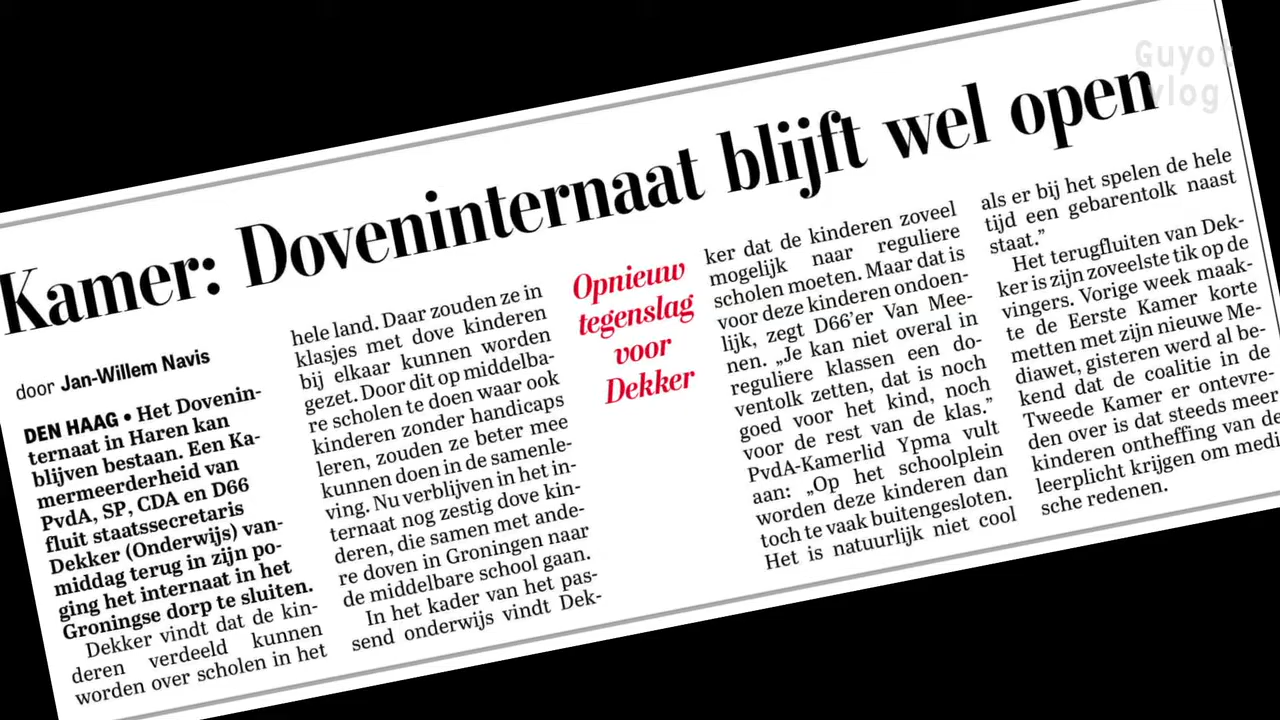 Guyot
vlog
Kamer: Doveninternaat blijft wel open
door Jan-Willem Navis
DEN HAAG • Het Dovenin-
ternaat in Haren kan
blijven bestaan. Een Ka-
mermeerderheid van
PvdA, SP, CDA en D66
fluit staatssecretaris
Dekker (Onderwijs) van-
middag terug in zijn po-
ging het internaat in het
Groningse dorp te sluiten.
Dekker vindt dat de kin-
deren verdeeld kunnen
worden over scholen in het
hele land. Daar zouden ze in
klasjes met dove kinderen
bij elkaar kunnen worden
gezet. Door dit op middelba-
re scholen te doen waar ook
kinderen zonder handicaps
leren, zouden ze beter mee
kunnen doen in de samenle-
ving. Nu verblijven in het in-
ternaat nog zestig dove kin-
deren, die samen met ande-
re doven in Groningen naar
de middelbare school gaan.
In het kader van het pas-
send onderwijs vindt Dek-
Opnieuw
tegenslag
voor
Dekker
ker dat de kinderen zoveel
mogelijk naar reguliere
scholen moeten. Maar dat is
voor deze kinderen ondoen-
lijk, zegt D66’er Van Mee-
nen. „Je kan niet overal in
reguliere klassen een do-
ventolk zetten, dat is noch
goed voor het kind, noch
voor de rest van de klas.”
PvdA-Kamerlid Ypma vult
aan: „Op het schoolplein
worden deze kinderen dan
toch te vaak buitengesloten.
Het is natuurlijk niet cool
als er bij het spelen de hele
tijd een gebarentolk naast
staat.”
Het terugfluiten van Dek-
ker is zijn zoveelste tik op de
vingers. Vorige week maak-
te de Eerste Kamer korte
metten met zijn nieuwe Me-
diawet, gisteren werd al be-
kend dat de coalitie in de
Tweede Kamer er ontevre-
den over is dat steeds meer
kinderen ontheffing van de
leerplicht krijgen om medi
sche redenen.